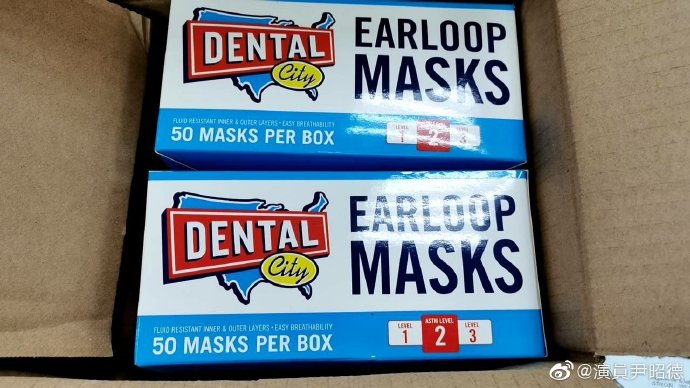 DENTAL
City
EARLOOP
MASKS
FLUID RESISTANT INNER & OUTER LAYERS • EASY BREATHABILITY
50 MASKS PER BOX
LEVEL
1
2
LEVEL
3
DENTAL
City
EARLOOP
MASKS
FLUID RESISTANT INNER & OUTER LAYERS • EASY BREATHABILITY
50 MASKS PER BOX
LEVEL
1
ASTM LEVEL
2
LEVEL
3
@演员尹昭德